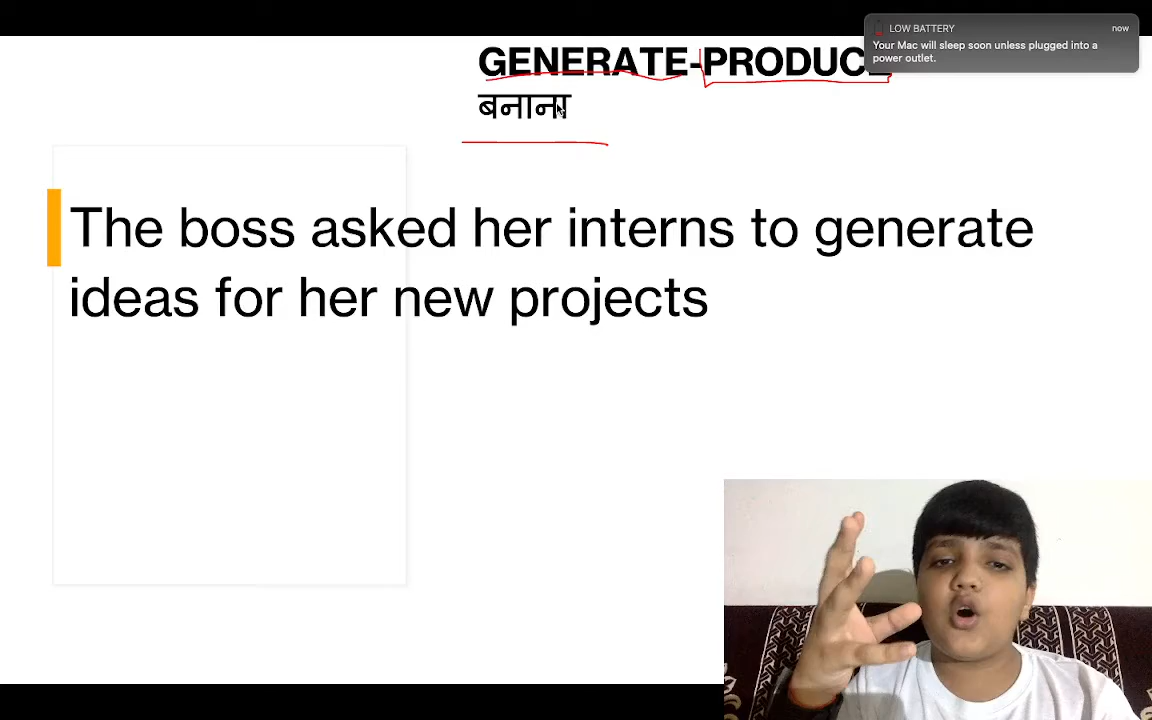 LOW BATTERY now
Your Mac will sleep soon unless plugged into a
power outlet.
GENERATE-PRODUCE
बनाना
The boss asked her interns to generate
ideas for her new projects